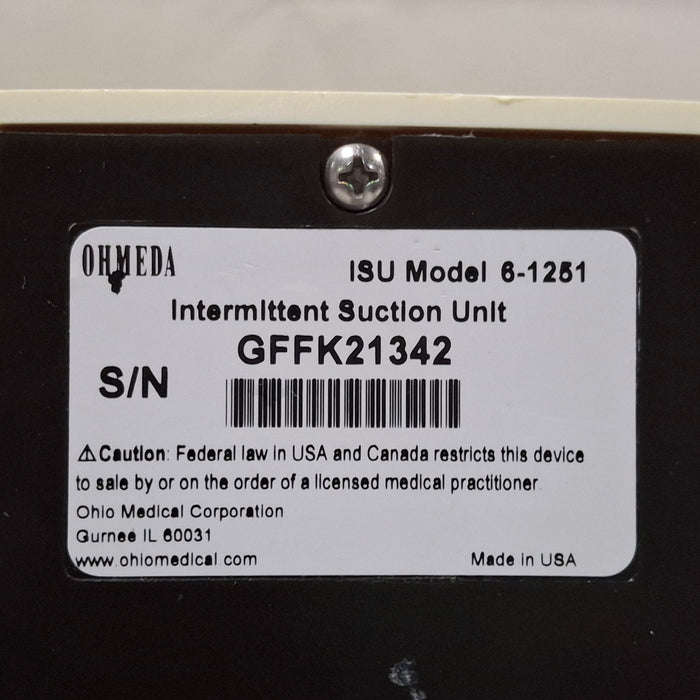 OHMEDA
ISU Model 6-1251
Intermittent Suction Unit
GFFK21342
S/N
⚠Caution: Federal law in USA and Canada restricts this device
to sale by or on the order of a licensed medical practitioner.
Ohio Medical Corporation
Gurnee IL 60031
www.ohiomedical.com
Made in USA